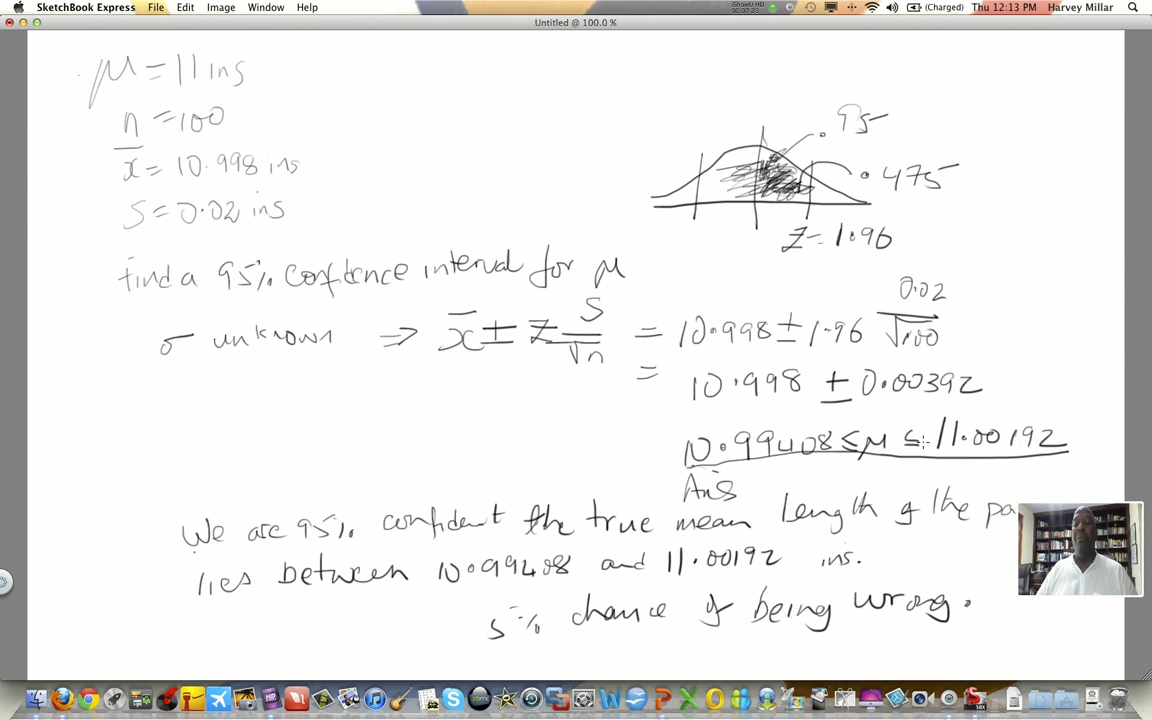 SketchBook Express File Edit Image Window Help (Charged) Thu 12:13 PM Harvey Millar
Untitled @ 100.0 %
μ = 11 ins
n = 100
x̄ = 10.998 ins
S = 0.02 ins
.95
.475
Z = 1.96
find a 95% confidence interval for μ
σ unknown ⇒ x̄ ± Z S/√n = 10.998 ± 1.96 0.02/√100
= 10.998 ± 0.00392
10.99408 ≤ μ ≤ 11.00192
Ans
We are 95% confident the true mean length of the pa
lies between 10.99408 and 11.00192 ins.
5% chance of being wrong.